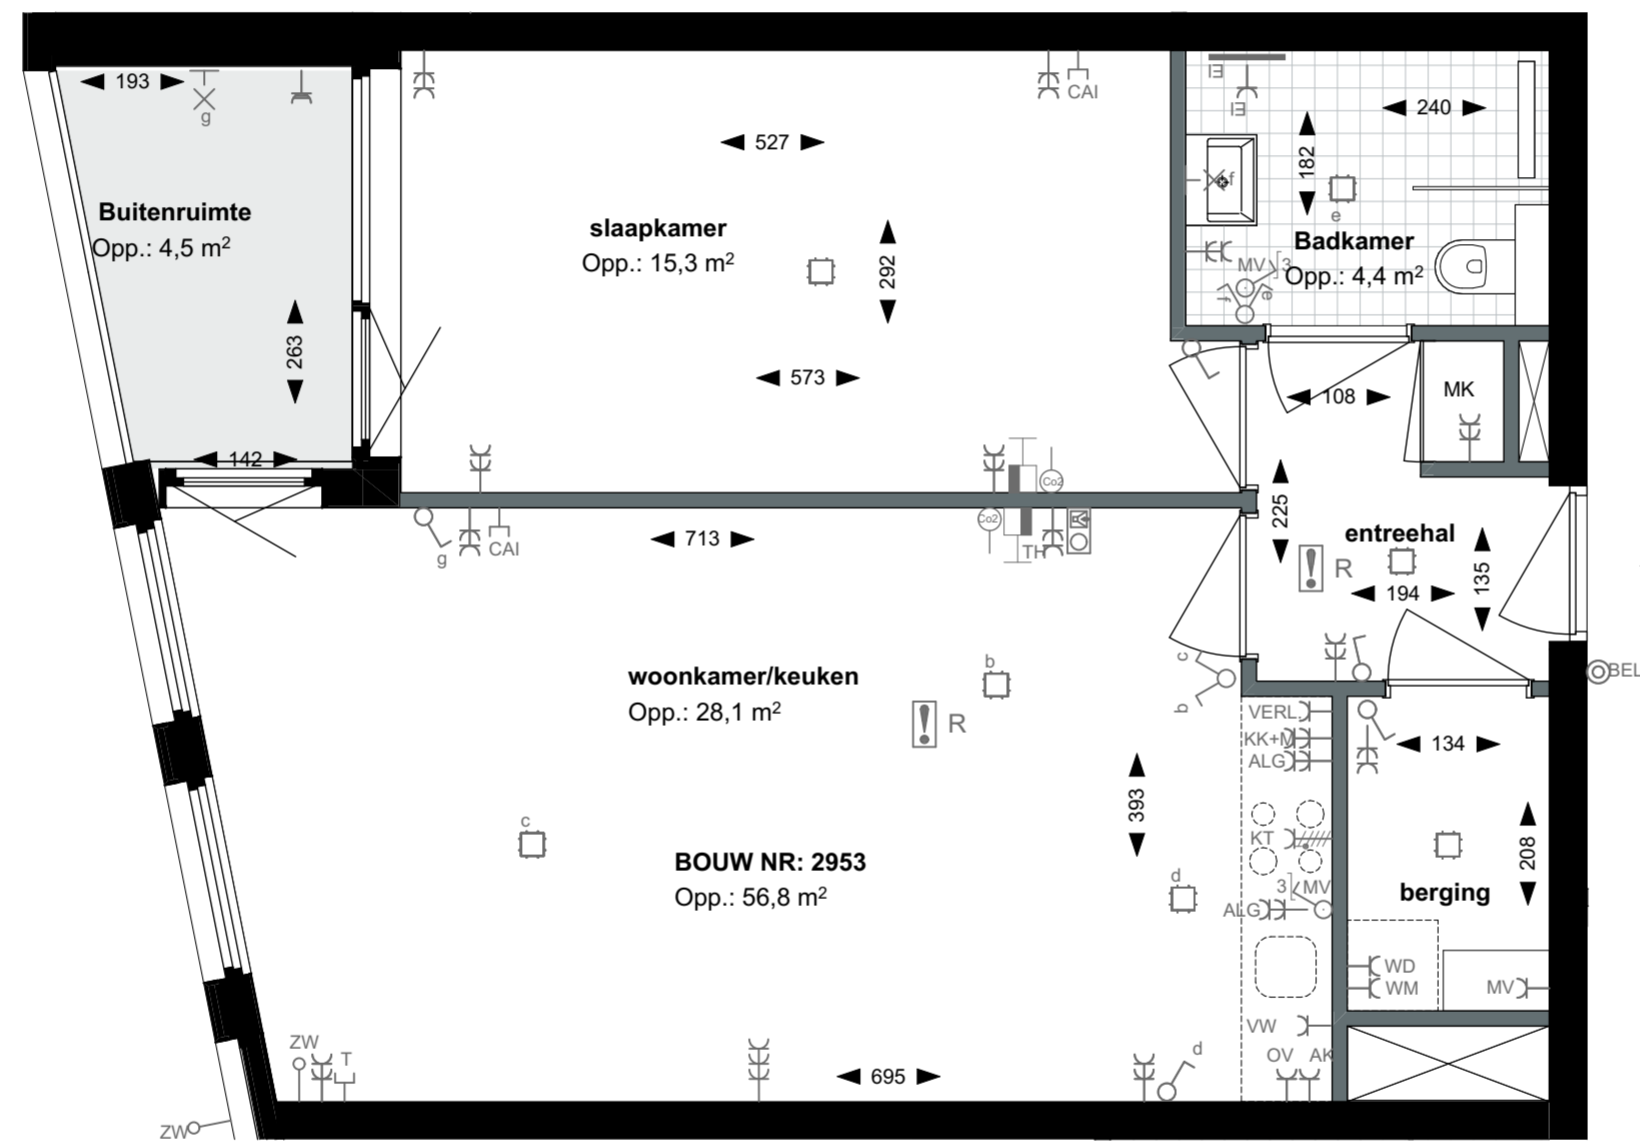 193
g
CAI
EI
EI
240
527
182
f
e
Buitenruimte
Opp.: 4,5 m²
slaapkamer
Opp.: 15,3 m²
292
Badkamer
Opp.: 4,4 m²
MV
3
f
e
263
573
108
MK
142
Co2
225
713
Co2
TH
g
CAI
entreehal
R
194
135
woonkamer/keuken
Opp.: 28,1 m²
b
R
c
b
BEL
VERL.
KK+M
ALG
134
393
c
KT
BOUW NR: 2953
Opp.: 56,8 m²
d
3
MV
ALG
208
berging
WD
WM
MV
VW
ZW
T
695
d
OV
AK
ZW